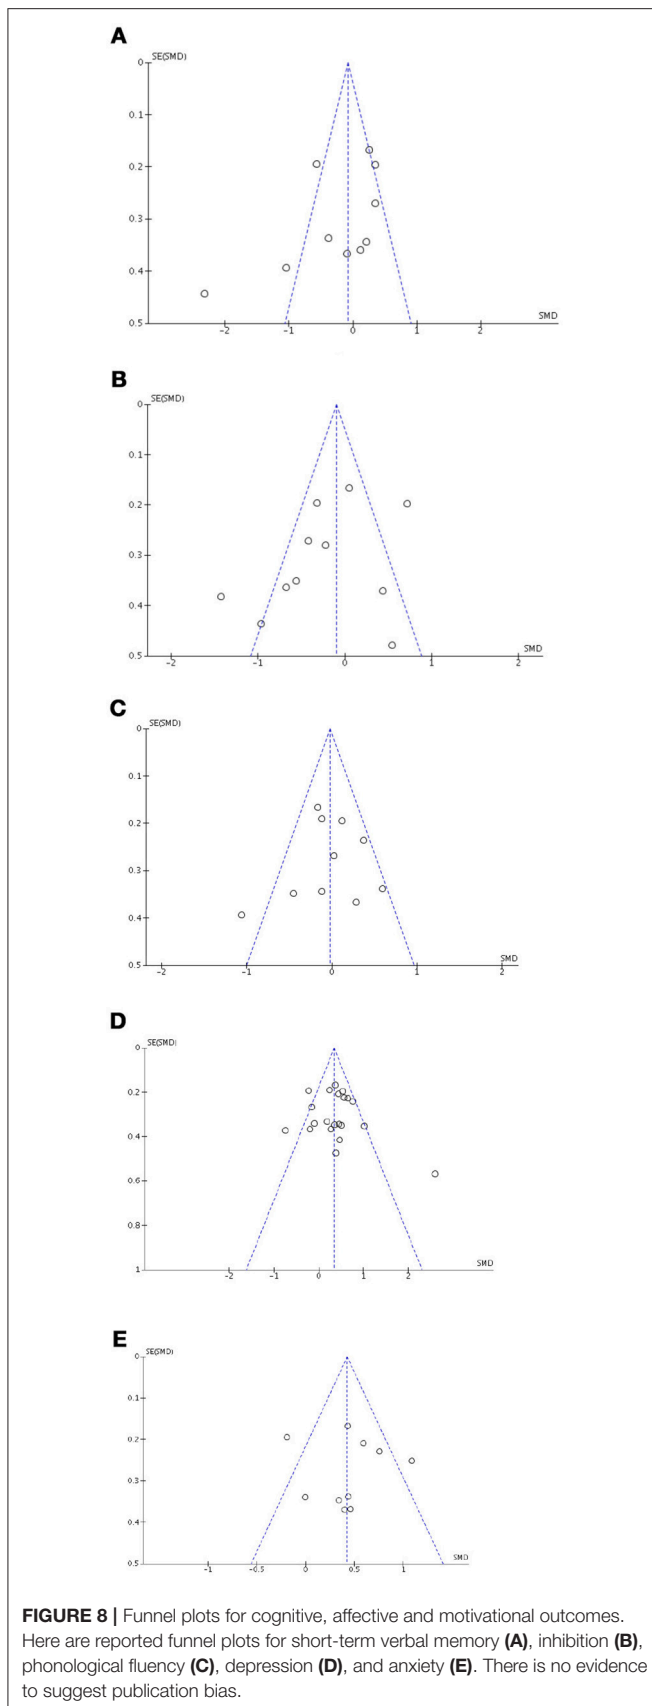 A
SE(SMD)
0
0.1
0.2
0.3
0.4
0.5
-2
-1
0
1
2
SMD
B
SE(SMD)
0
0.1
0.2
0.3
0.4
0.5
-2
-1
0
1
2
SMD
C
SE(SMD)
0
0.1
0.2
0.3
0.4
0.5
-2
-1
0
1
2
SMD
D
SE(SMD)
0
0.2
0.4
0.6
0.8
1
-2
-1
0
1
2
SMD
E
SE(SMD)
0
0.1
0.2
0.3
0.4
0.5
-1
-0.5
0
0.5
1
SMD
FIGURE 8 | Funnel plots for cognitive, affective and motivational outcomes.
Here are reported funnel plots for short-term verbal memory (A), inhibition (B),
phonological fluency (C), depression (D), and anxiety (E). There is no evidence
to suggest publication bias.